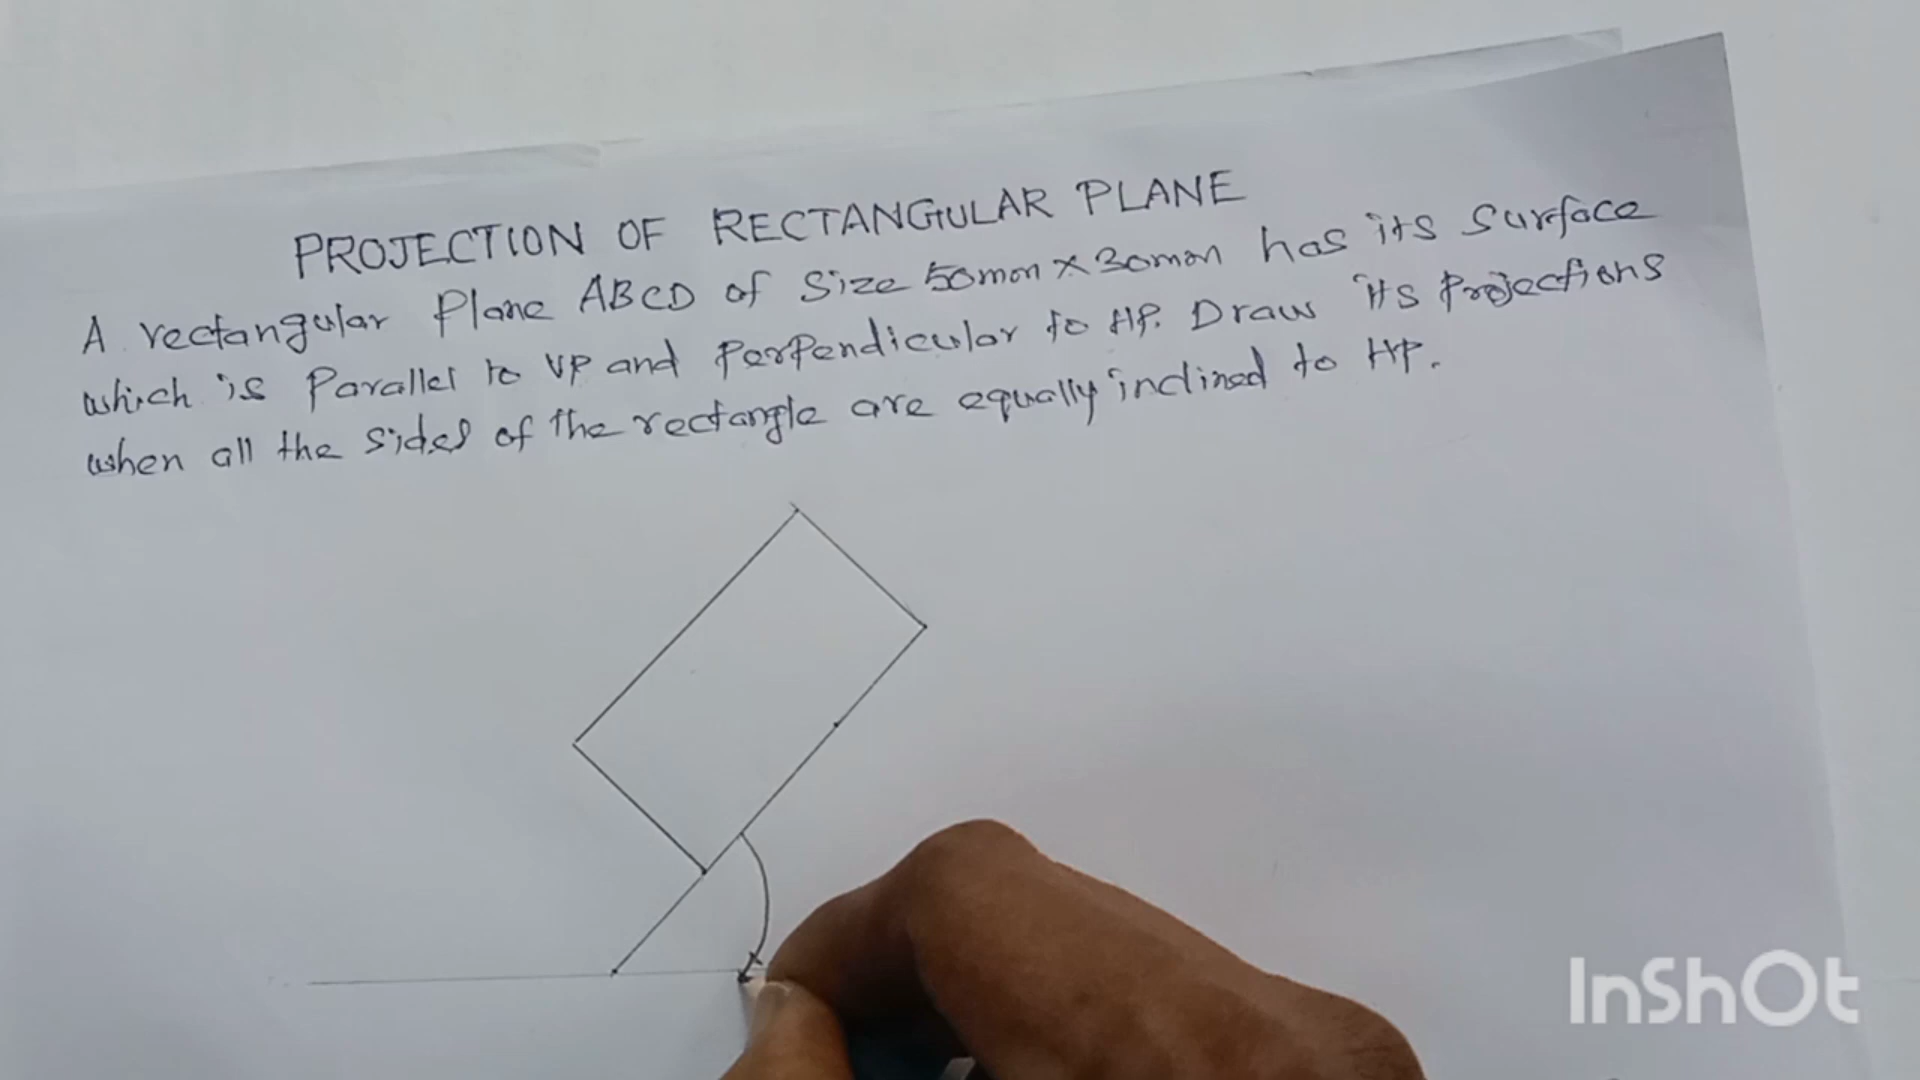 PROJECTION OF RECTANGULAR PLANE
A rectangular Plane ABCD of Size 50mm × 30mm has its Surface
which is Parallel to VP and Perpendicular to HP. Draw its Projections
when all the sides of the rectangle are equally inclined to HP.
InShOt